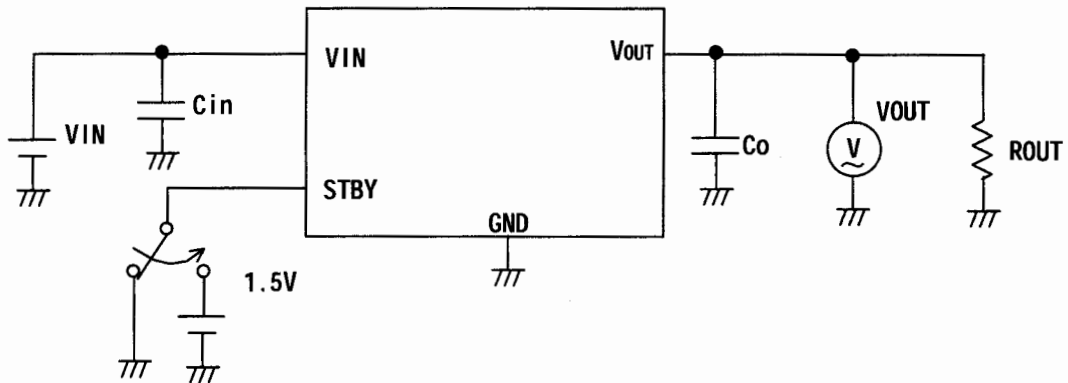 VIN
VOUT
Cin
VIN
VOUT
V
Co
ROUT
STBY
GND
1.5V